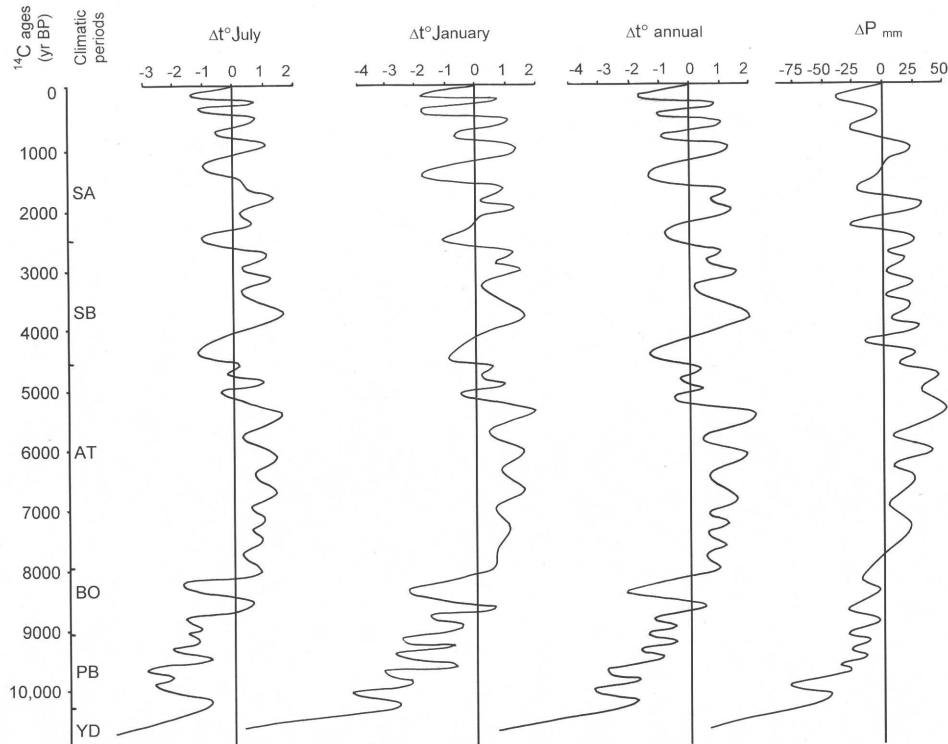 ¹⁴C ages
(yr BP)
Climatic
periods
Δt° July
Δt° January
Δt° annual
ΔP mm
-3 -2 -1 0 1 2
-4 -3 -2 -1 0 1 2
-4 -3 -2 -1 0 1 2
-75 -50 -25 0 25 50
0
1000
SA
2000
3000
SB
4000
5000
6000
AT
7000
8000
BO
9000
PB
10,000
YD